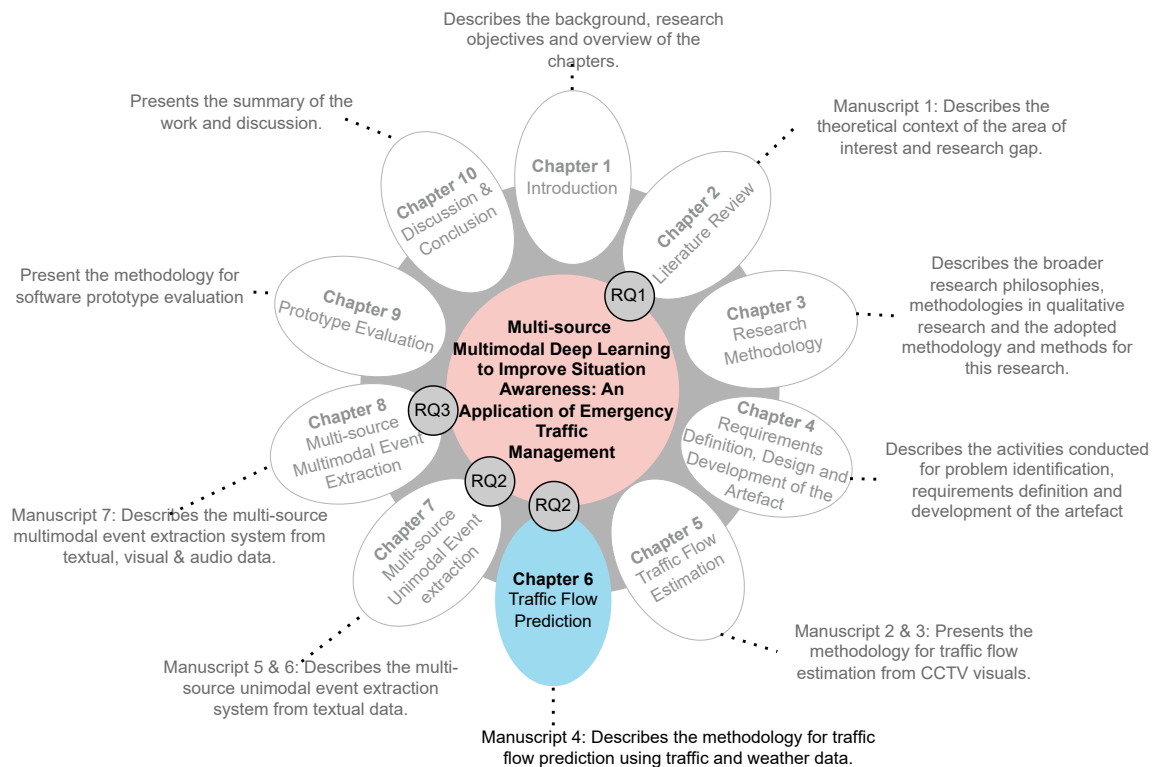 Describes the background, research
objectives and overview of the
chapters.
Chapter 1
Introduction
Manuscript 1: Describes the
theoretical context of the area of
interest and research gap.
Chapter 2
Literature Review
RQ1
Describes the broader
research philosophies,
methodologies in qualitative
research and the adopted
methodology and methods for
this research.
Chapter 3
Research
Methodology
Chapter 4
Requirements
Definition, Design and
Development of the
Artefact
Describes the activities conducted
for problem identification,
requirements definition and
development of the artefact
Chapter 5
Traffic Flow
Estimation
Manuscript 2 & 3: Presents the
methodology for traffic flow
estimation from CCTV visuals.
RQ2
Chapter 6
Traffic Flow
Prediction
Manuscript 4: Describes the methodology for traffic
flow prediction using traffic and weather data.
RQ2
Chapter 7
Multi-source
Unimodal Event
extraction
Manuscript 5 & 6: Describes the multi-
source unimodal event extraction
system from textual data.
RQ3
Chapter 8
Multi-source
Multimodal Event
Extraction
Manuscript 7: Describes the multi-source
multimodal event extraction system from
textual, visual & audio data.
Chapter 9
Prototype Evaluation
Present the methodology for
software prototype evaluation
Chapter 10
Discussion &
Conclusion
Presents the summary of the
work and discussion.
Multi-source
Multimodal Deep Learning
to Improve Situation
Awareness: An
Application of Emergency
Traffic
Management